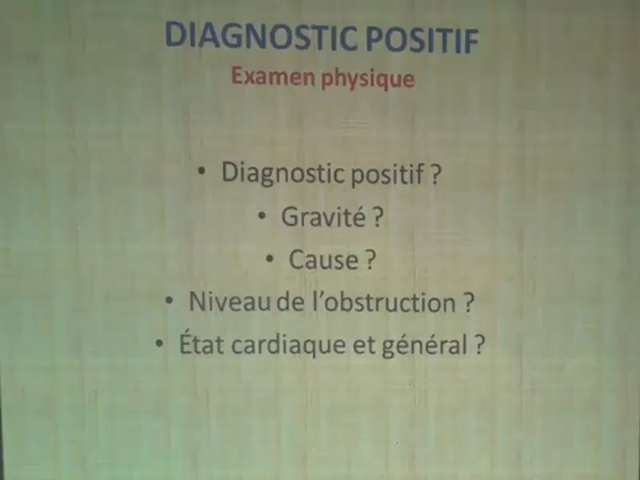 DIAGNOSTIC POSITIF
Examen physique
• Diagnostic positif ?
• Gravité ?
• Cause ?
• Niveau de l’obstruction ?
• État cardiaque et général ?